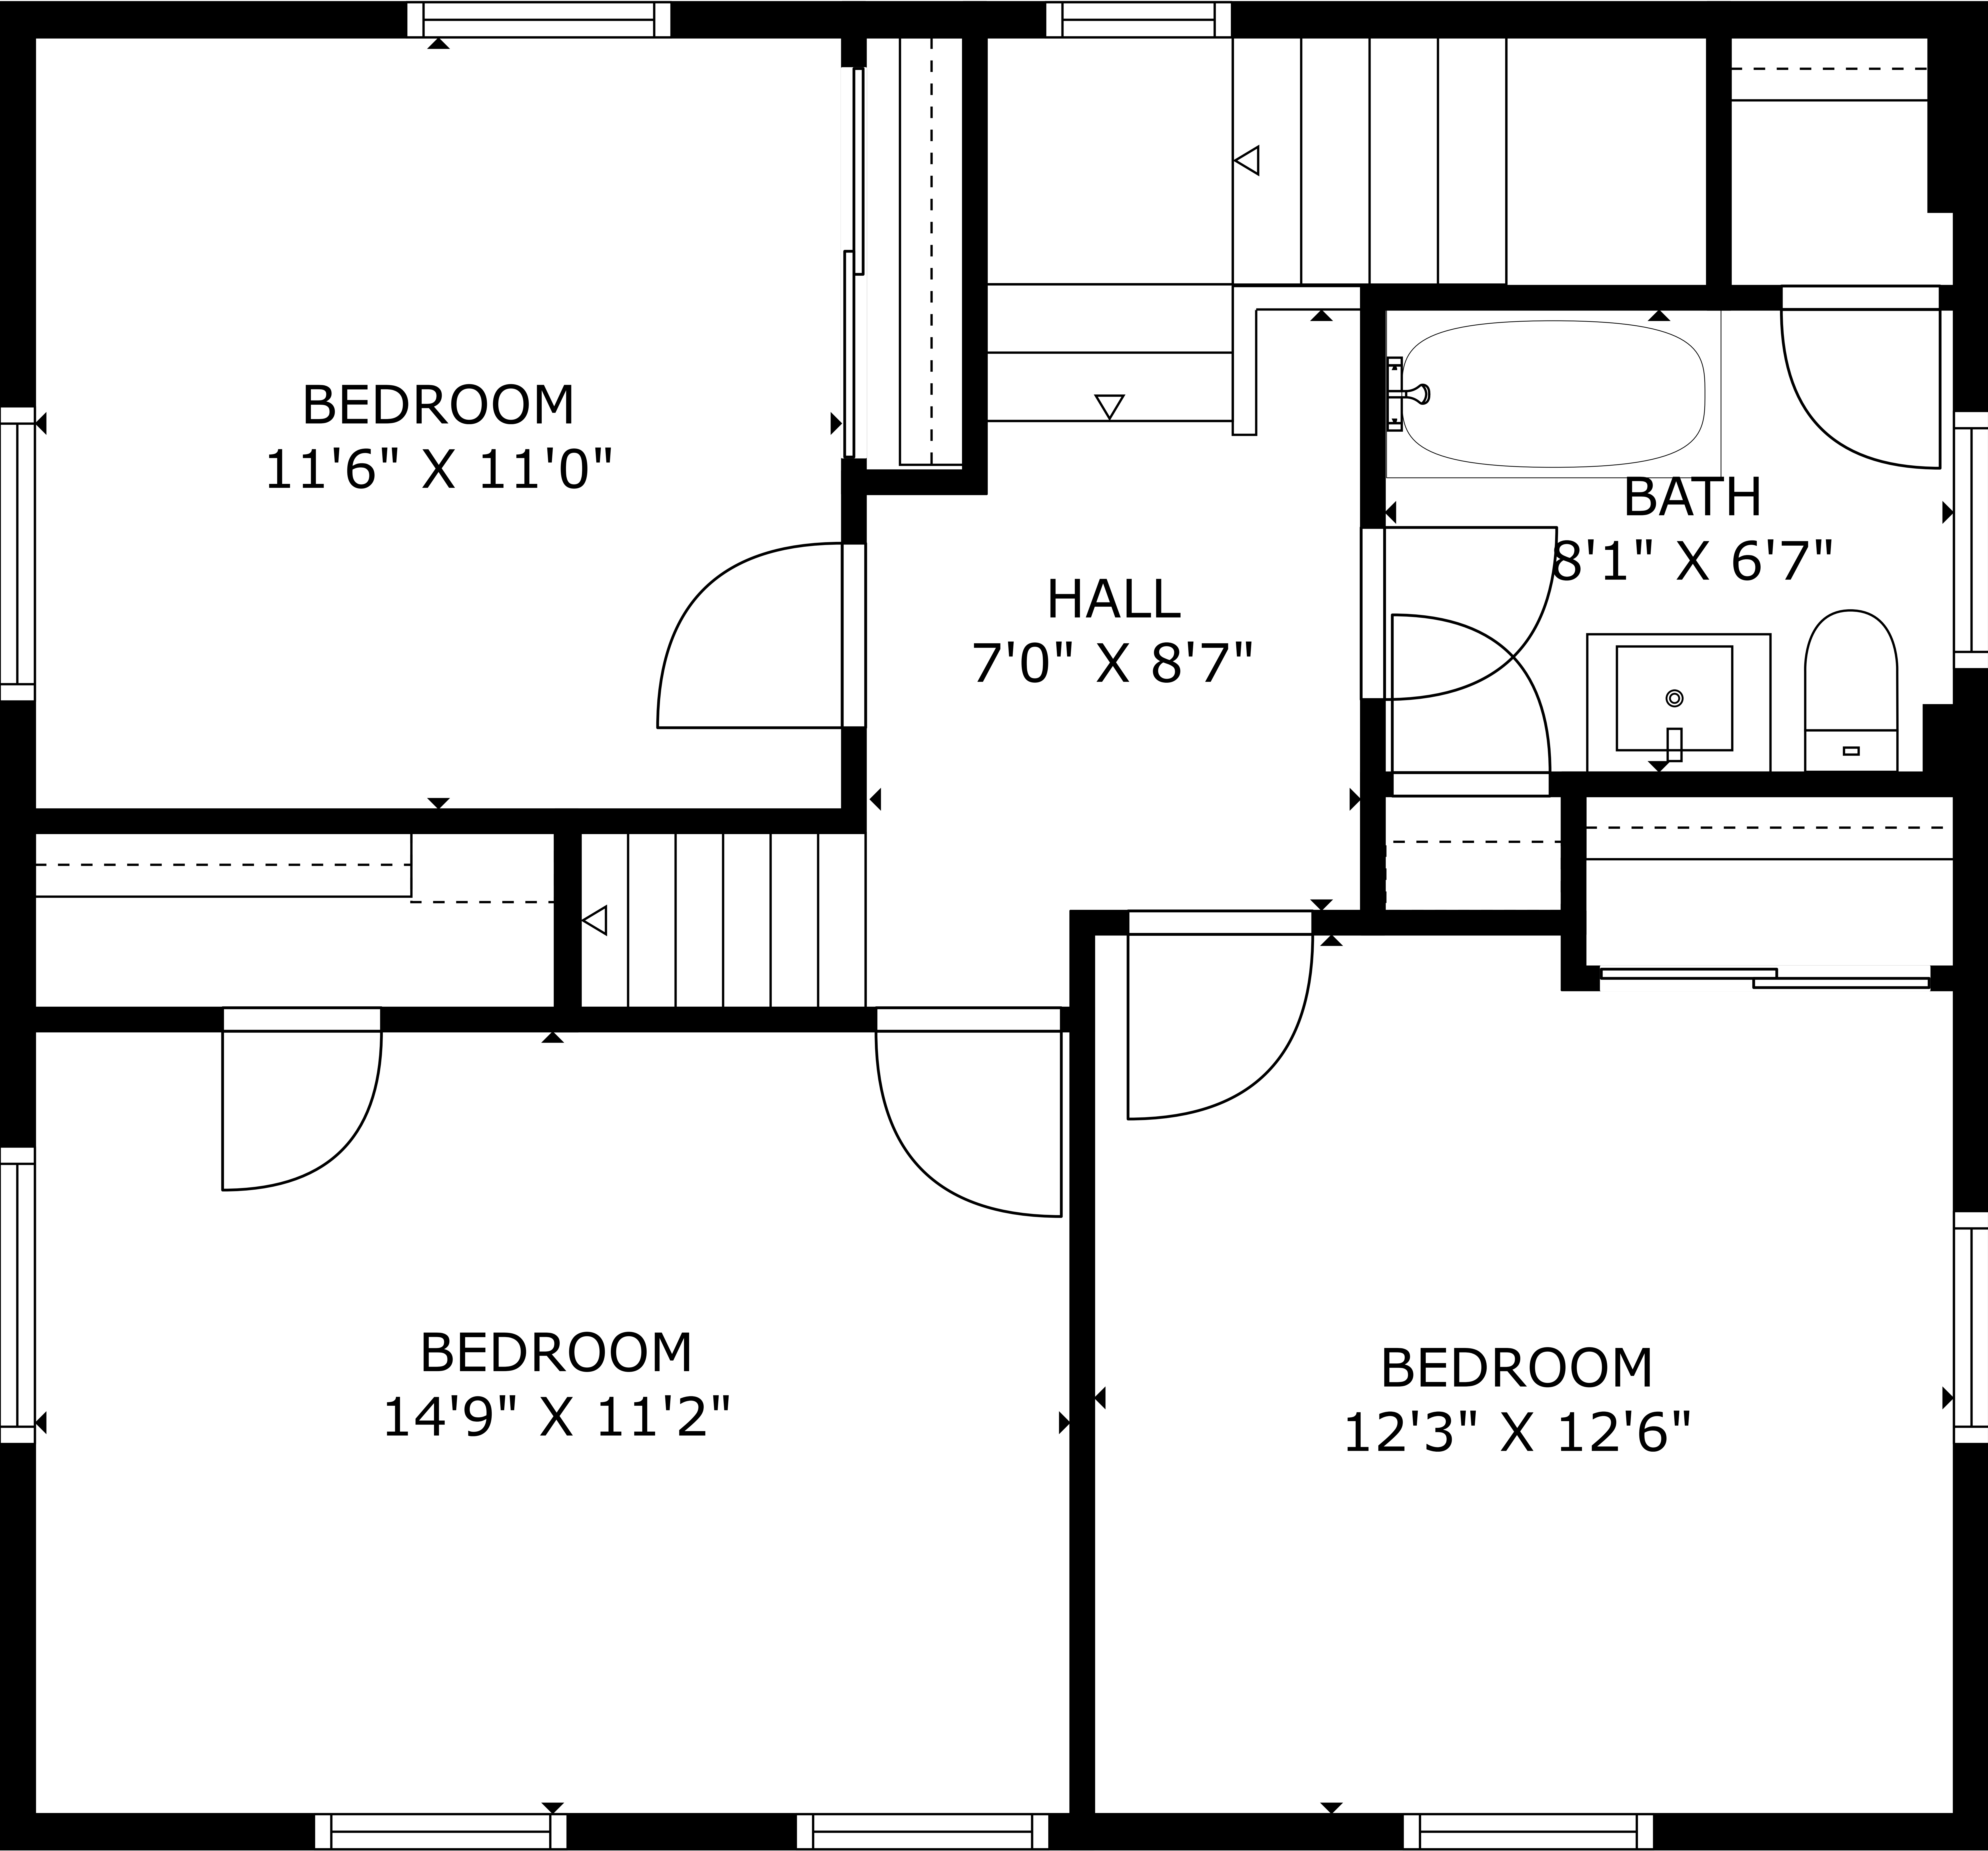 BEDROOM
11'6" X 11'0"
BATH
8'1" X 6'7"
HALL
7'0" X 8'7"
BEDROOM
14'9" X 11'2"
BEDROOM
12'3" X 12'6"